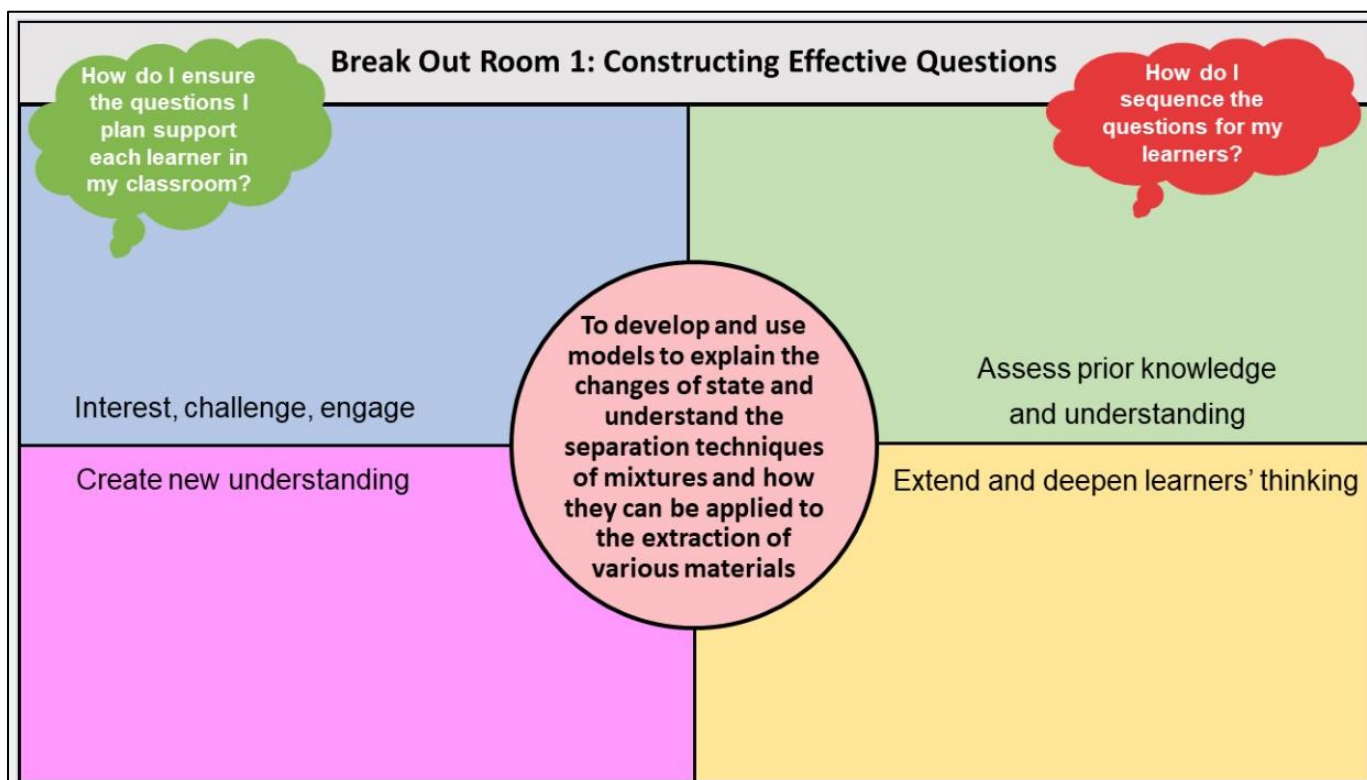 Break Out Room 1: Constructing Effective Questions
How do I ensure
the questions I
plan support
each learner in
my classroom?
How do I
sequence the
questions for my
learners?
Interest, challenge, engage
Assess prior knowledge
and understanding
To develop and use
models to explain the
changes of state and
understand the
separation techniques
of mixtures and how
they can be applied to
the extraction of
various materials
Create new understanding
Extend and deepen learners’ thinking